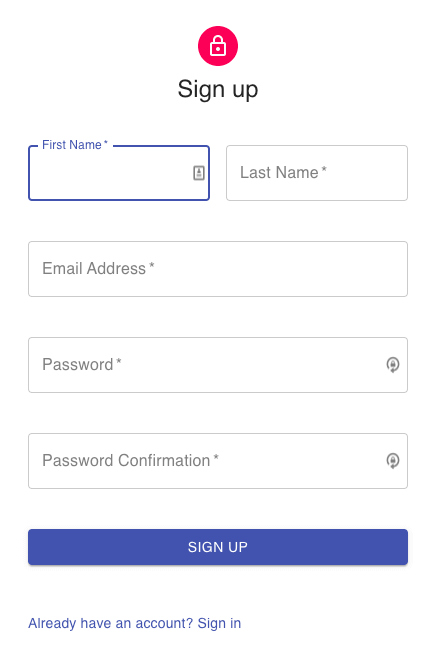 Sign up
First Name *
Last Name *
Email Address *
Password *
Password Confirmation *
SIGN UP
Already have an account? Sign in